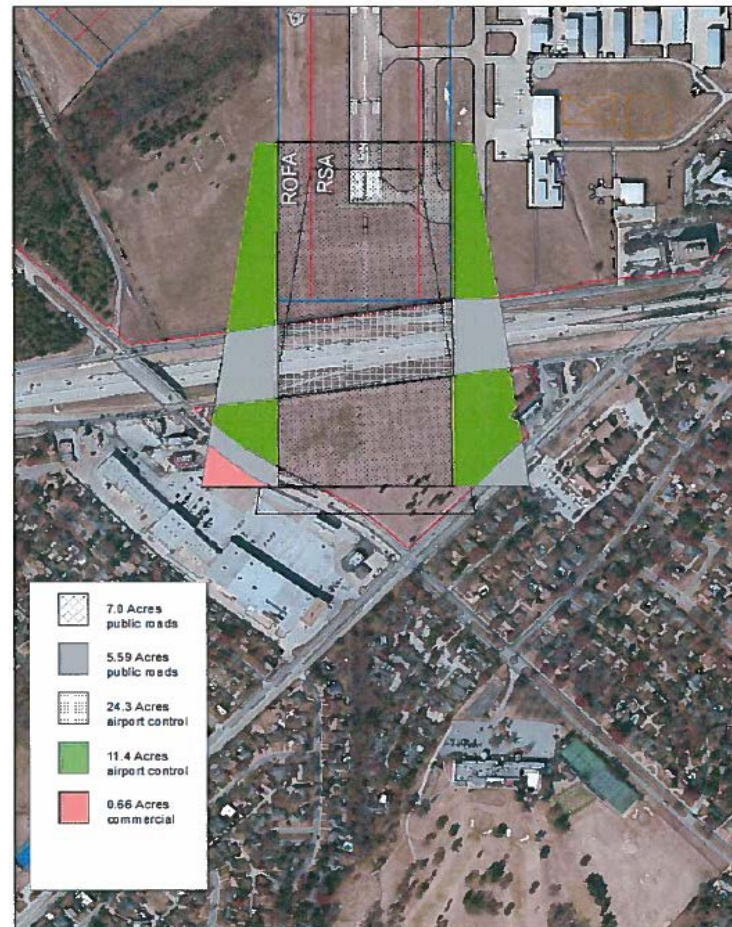 ROFA
RSA
7.0 Acres
public roads
5.59 Acres
public roads
24.3 Acres
airport control
11.4 Acres
airport control
0.66 Acres
commercial